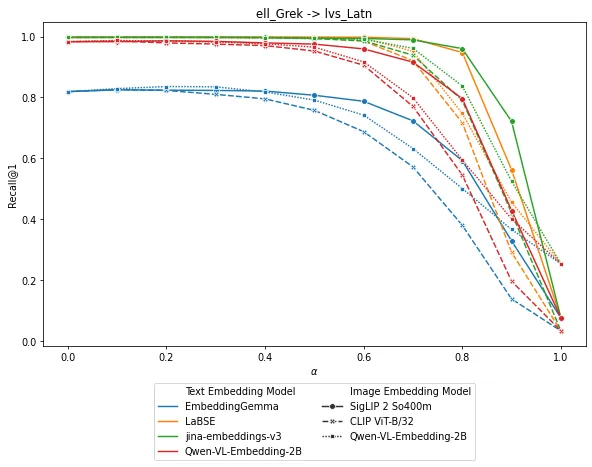 ell_Grek -> lvs_Latn
Recall@1
1.0
0.8
0.6
0.4
0.2
0.0
0.0 0.2 0.4 0.6 0.8 1.0
α
Text Embedding Model
EmbeddingGemma
LaBSE
jina-embeddings-v3
Qwen-VL-Embedding-2B
Image Embedding Model
SigLIP 2 So400m
CLIP ViT-B/32
Qwen-VL-Embedding-2B